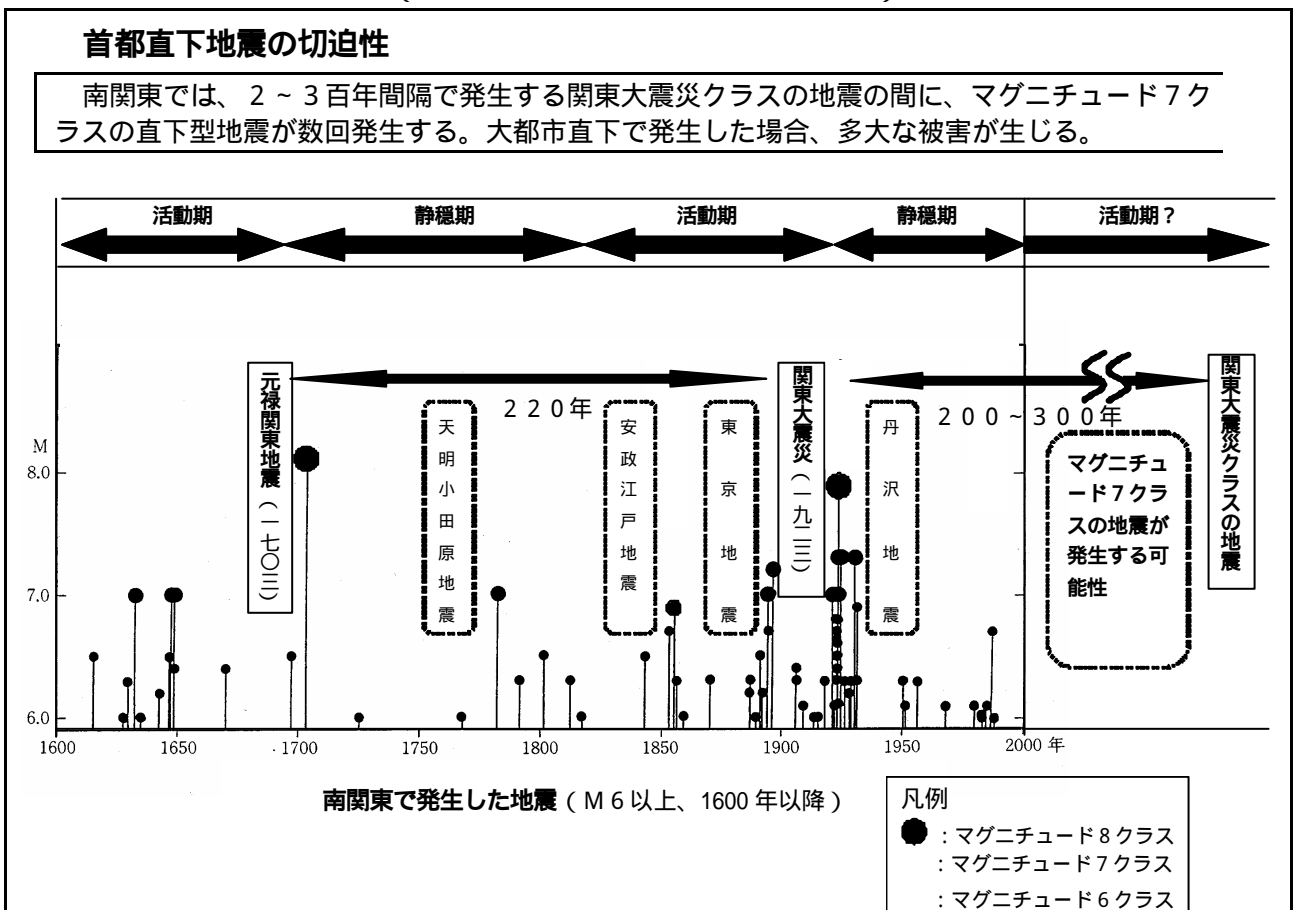 首都直下地震の切迫性
南関東では、２～３百年間隔で発生する関東大震災クラスの地震の間に、マグニチュード７ク
ラスの直下型地震が数回発生する。大都市直下で発生した場合、多大な被害が生じる。
活動期
静穏期
活動期
静穏期
活動期？
元禄関東地震（一七〇三）
２２０年
関東大震災（一九二三）
２００～３００年
関東大震災クラスの地震
天明小田原地震
安政江戸地震
東京地震
丹沢地震
マグニチュ
ード７クラ
スの地震が
発生する可
能性
M
8.0
7.0
6.0
1600
1650
1700
1750
1800
1850
1900
1950
2000 年
南関東で発生した地震（Ｍ６以上、1600 年以降）
凡例
：マグニチュード８クラス
：マグニチュード７クラス
：マグニチュード６クラス